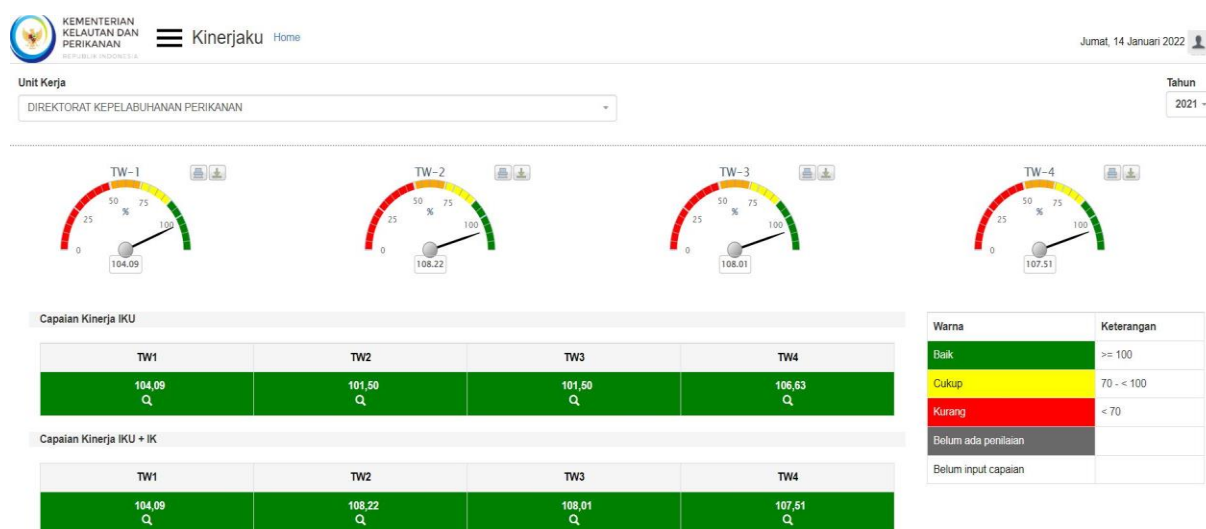 KEMENTERIAN
KELAUTAN DAN
PERIKANAN
REPUBLIK INDONESIA
Kinerjaku Home
Jumat, 14 Januari 2022
Unit Kerja
Tahun
DIREKTORAT KEPELABUHANAN PERIKANAN
2021
TW-1
0 25 50 75 100
%
104.09
TW-2
0 25 50 75 100
%
108.22
TW-3
0 25 50 75 100
%
108.01
TW-4
0 25 50 75 100
%
107.51
Capaian Kinerja IKU
TW1 TW2 TW3 TW4
104,09 101,50 101,50 106,63
Capaian Kinerja IKU + IK
TW1 TW2 TW3 TW4
104,09 108,22 108,01 107,51
Warna Keterangan
Baik >= 100
Cukup 70 - < 100
Kurang < 70
Belum ada penilaian
Belum input capaian